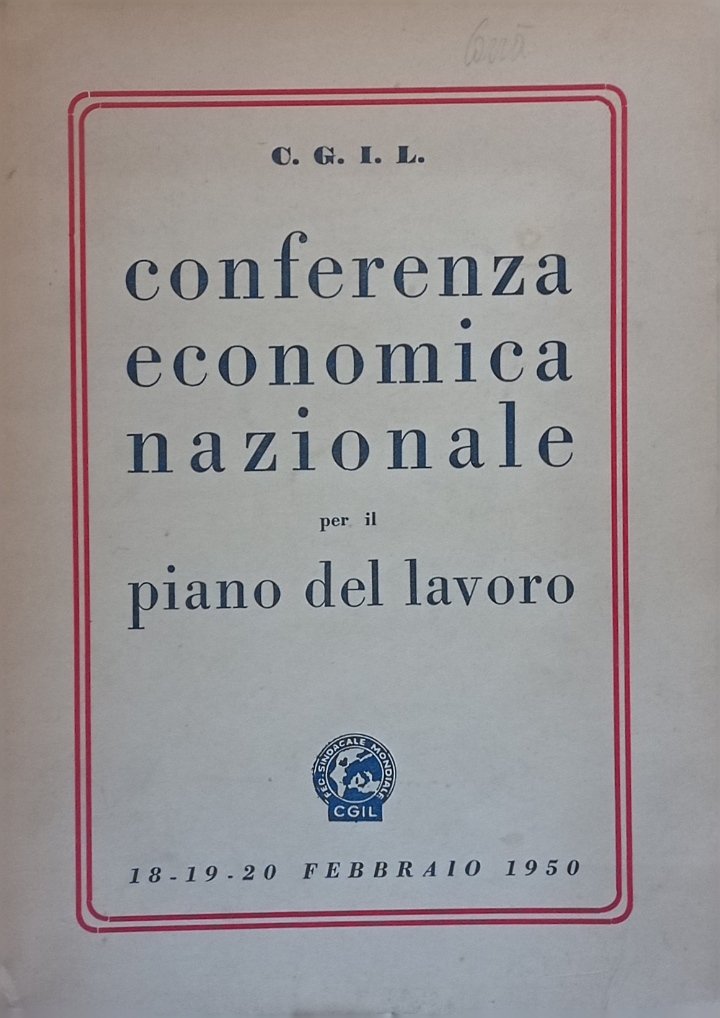 C. G. I. L.
conferenza
economica
nazionale
per il
piano del lavoro
FED. SINDACALE MONDIALE
CGIL
18-19-20 FEBBRAIO 1950